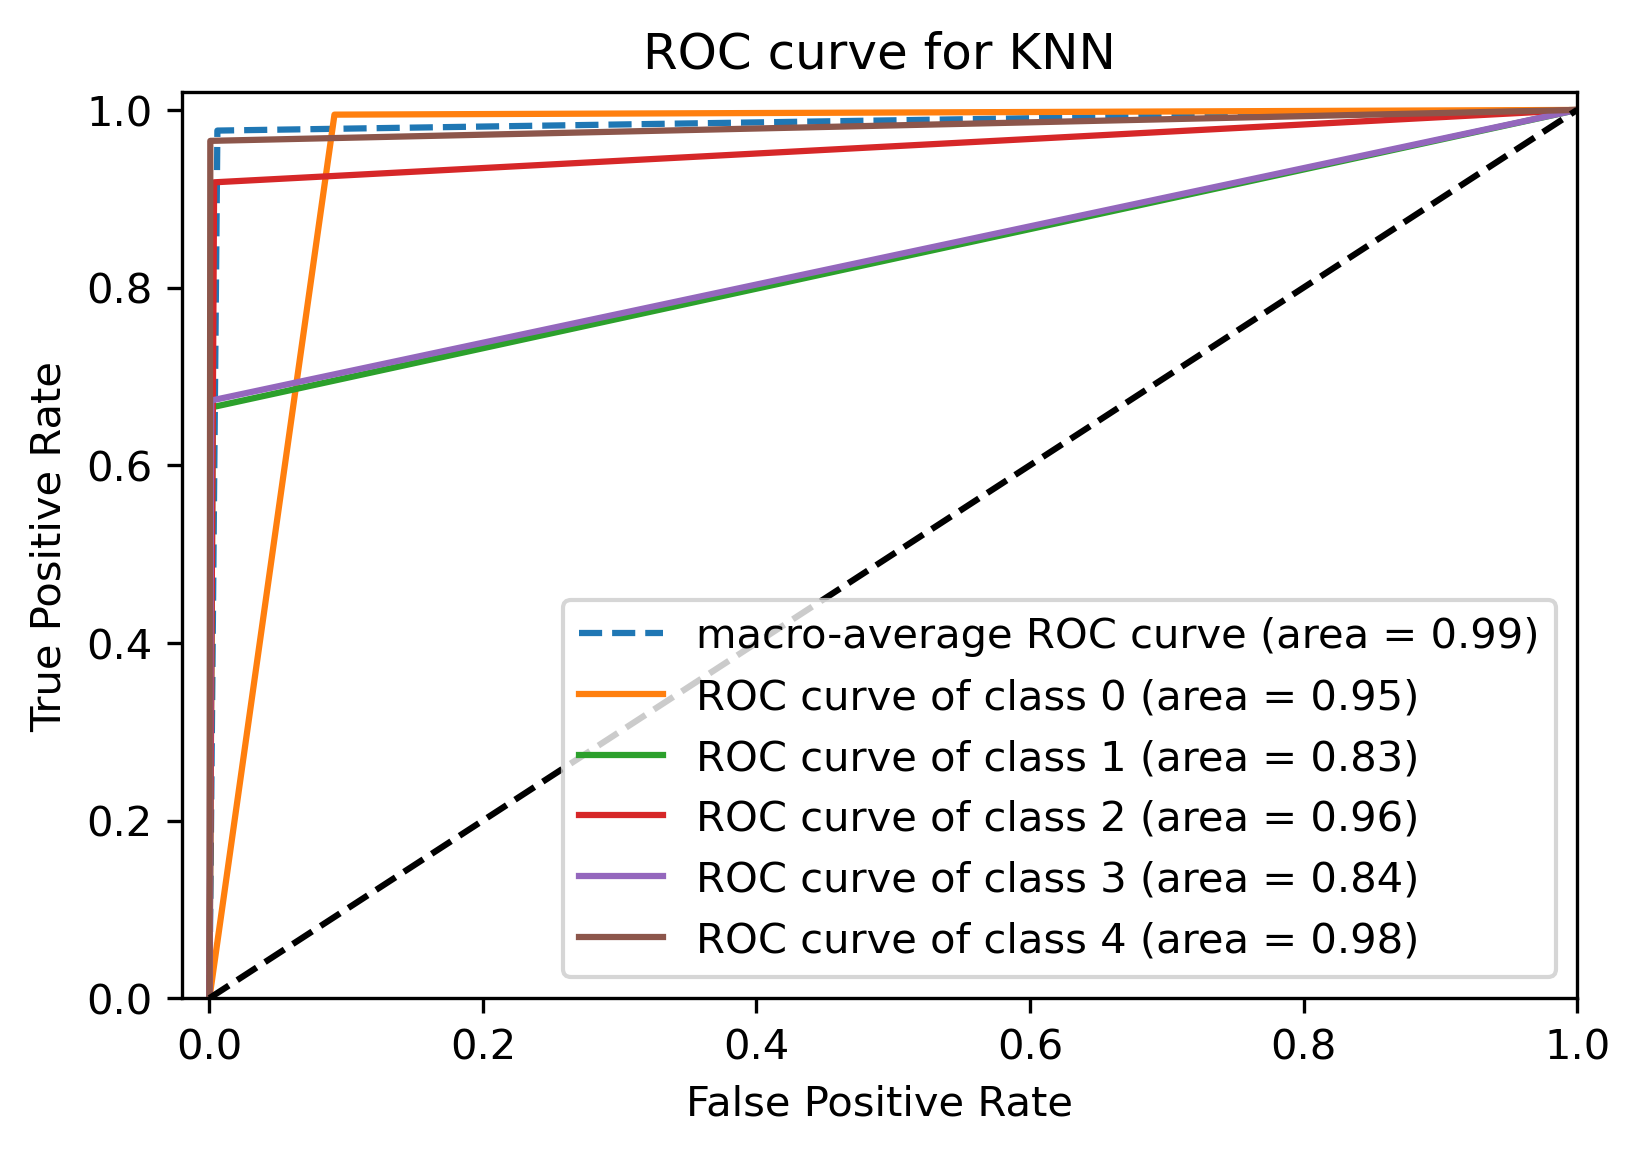 ROC curve for KNN
1.0
0.8
0.6
0.4
0.2
0.0
True Positive Rate
macro-average ROC curve (area = 0.99)
ROC curve of class 0 (area = 0.95)
ROC curve of class 1 (area = 0.83)
ROC curve of class 2 (area = 0.96)
ROC curve of class 3 (area = 0.84)
ROC curve of class 4 (area = 0.98)
0.0 0.2 0.4 0.6 0.8 1.0
False Positive Rate